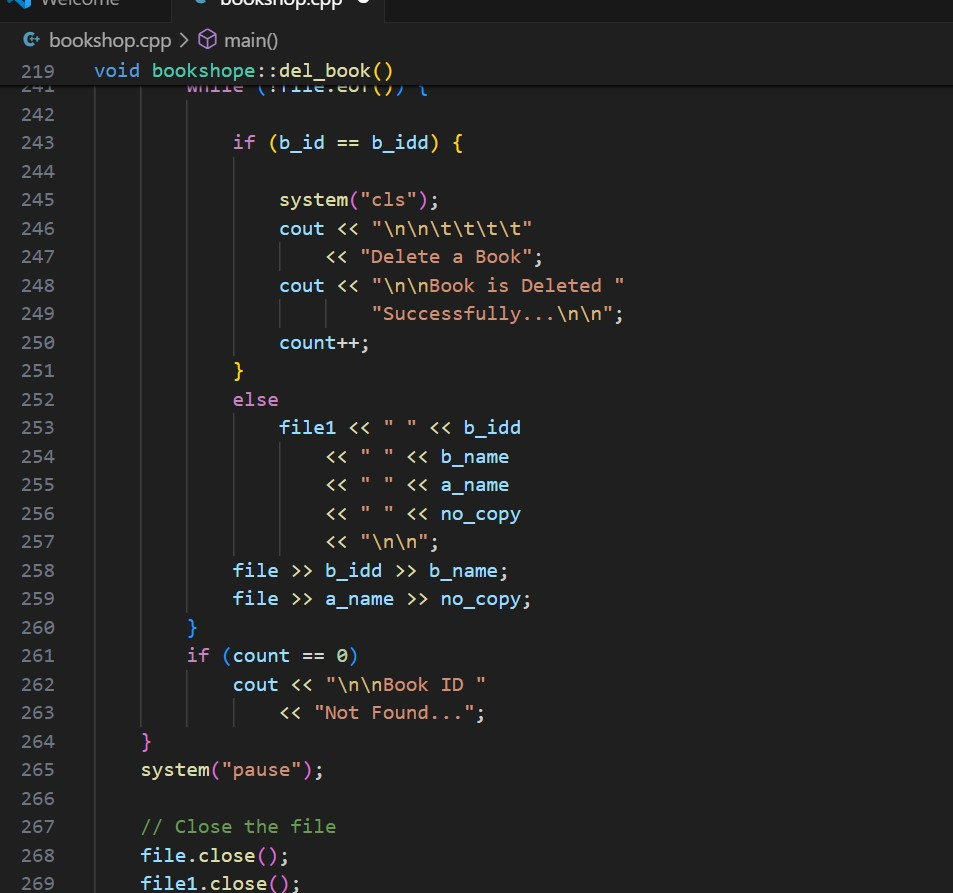 Welcome bookshop.cpp
bookshop.cpp > main()
219 void bookshope::del_book()
241 while (!file.eof()) {
242
243 if (b_id == b_idd) {
244
245 system("cls");
246 cout << "\n\n\t\t\t\t"
247 << "Delete a Book";
248 cout << "\n\nBook is Deleted "
249 "Successfully...\n\n";
250 count++;
251 }
252 else
253 file1 << " " << b_idd
254 << " " << b_name
255 << " " << a_name
256 << " " << no_copy
257 << "\n\n";
258 file >> b_idd >> b_name;
259 file >> a_name >> no_copy;
260 }
261 if (count == 0)
262 cout << "\n\nBook ID "
263 << "Not Found...";
264 }
265 system("pause");
266
267 // Close the file
268 file.close();
269 file1.close();